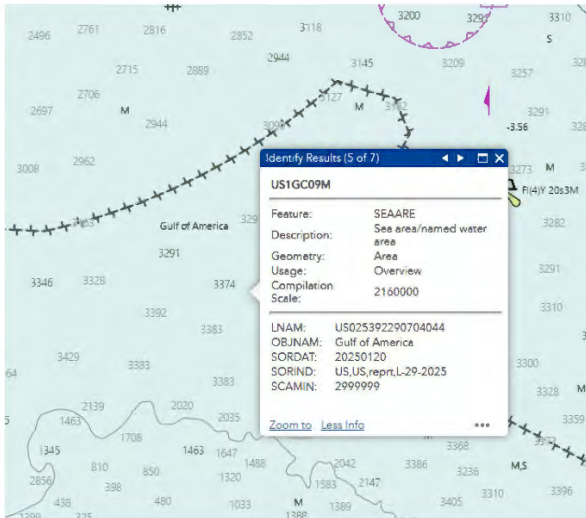 3200
3291
3310
2496
2761
2816
2852
3118
S
2944
2715
2889
3145
3209
3257
2706
3127
M
3182
2697
M
3291
2944
-3.56
3008
2962
3273
M
Fl(4)Y 20s3M
Identify Results (5 of 7)
US1GC09M
Feature: SEAARE
Description: Sea area/named water
area
Geometry: Area
Usage: Overview
Compilation
Scale: 2160000
LNAM: US025392290704044
OBJNAM: Gulf of America
SORDAT: 20250120
SORIND: US,US,reprt,L-29-2025
SCAMIN: 2999999
Zoom to Less Info
Gulf of America
3282
3291
3291
3346
3328
3374
3310
3392
3383
3429
3383
3300
3383
3328
M
2139
2020
2035
3359
1463
1708
1345
1463
1647
3368
1488
2042
3386
3236
M,S
2856
810
850
1320
398
1583
2147
3310
3396
438
480
1033
M
1389
3405
1388